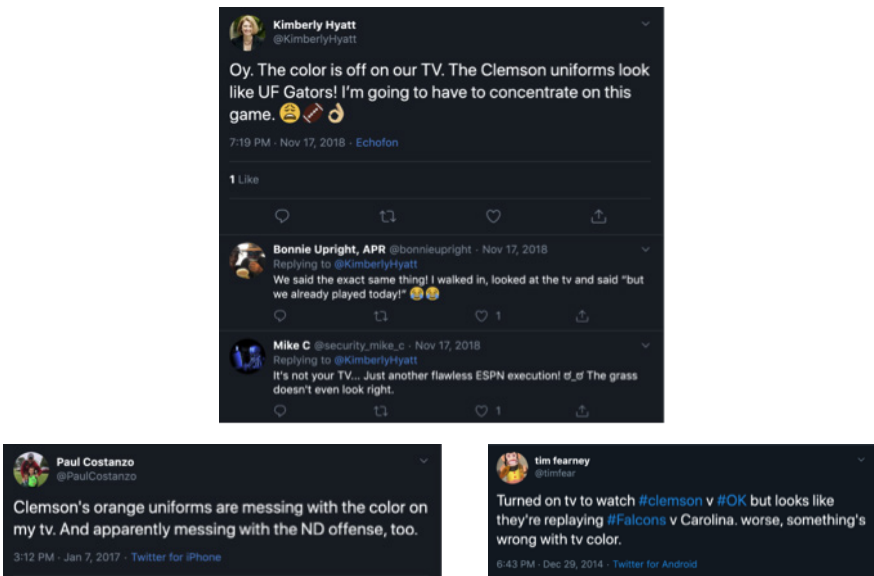 Kimberly Hyatt
@KimberlyHyatt
Oy. The color is off on our TV. The Clemson uniforms look
like UF Gators! I'm going to have to concentrate on this
game. 😩🏈👌🏼
7:19 PM · Nov 17, 2018 · Echofon
1 Like
Bonnie Upright, APR @bonnieupright · Nov 17, 2018
Replying to @KimberlyHyatt
We said the exact same thing! I walked in, looked at the tv and said "but
we already played today!" 😂😂
1
Mike C @security_mike_c · Nov 17, 2018
Replying to @KimberlyHyatt
It's not your TV... Just another flawless ESPN execution! ಠ_ಠ The grass
doesn't even look right.
1
Paul Costanzo
@PaulCostanzo
Clemson's orange uniforms are messing with the color on
my tv. And apparently messing with the ND offense, too.
3:12 PM · Jan 7, 2017 · Twitter for iPhone
tim fearney
@timfear
Turned on tv to watch #clemson v #OK but looks like
they're replaying #Falcons v Carolina. worse, something's
wrong with tv color.
6:43 PM · Dec 29, 2014 · Twitter for Android